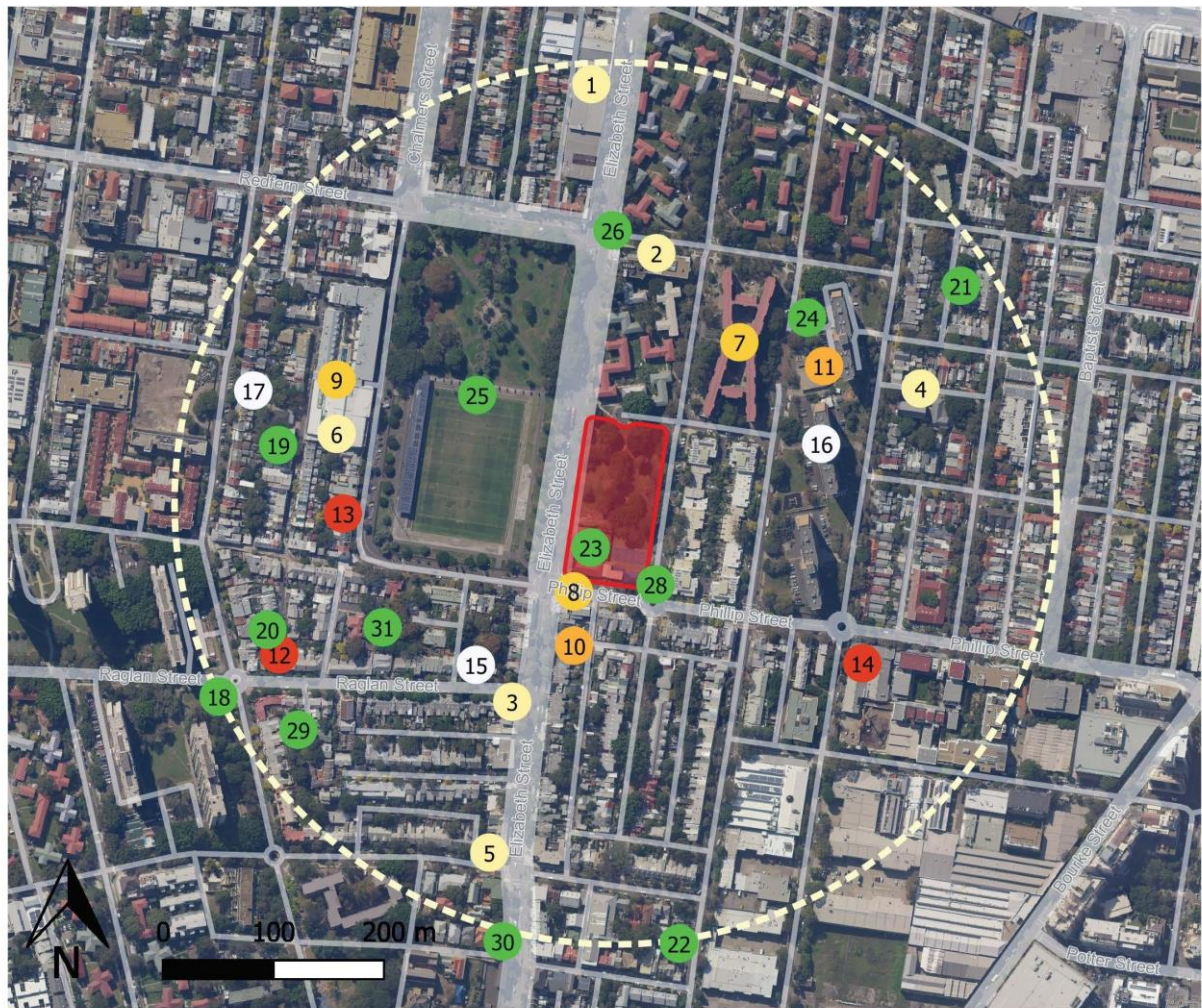 1
Chalmers Street
Elizabeth Street
Redfern Street
26
2
21
24
Baptist Street
7
11
9
17
25
4
6
19
16
13
Elizabeth Street
23
8
28
Phillip Street
Phillip Street
Phillip Street
20
31
12
10
15
14
Raglan Street
Raglan Street
18
3
29
Elizabeth Street
5
Bourke Street
30
22
Potter Street
0 100 200 m
N